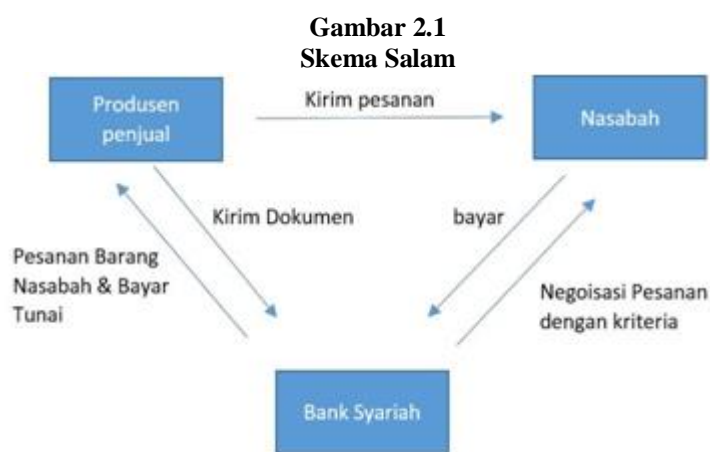 Gambar 2.1
Skema Salam
Produsen
penjual
Kirim pesanan
Nasabah
Kirim Dokumen
bayar
Pesanan Barang
Nasabah & Bayar
Tunai
Negoisasi Pesanan
dengan kriteria
Bank Syariah